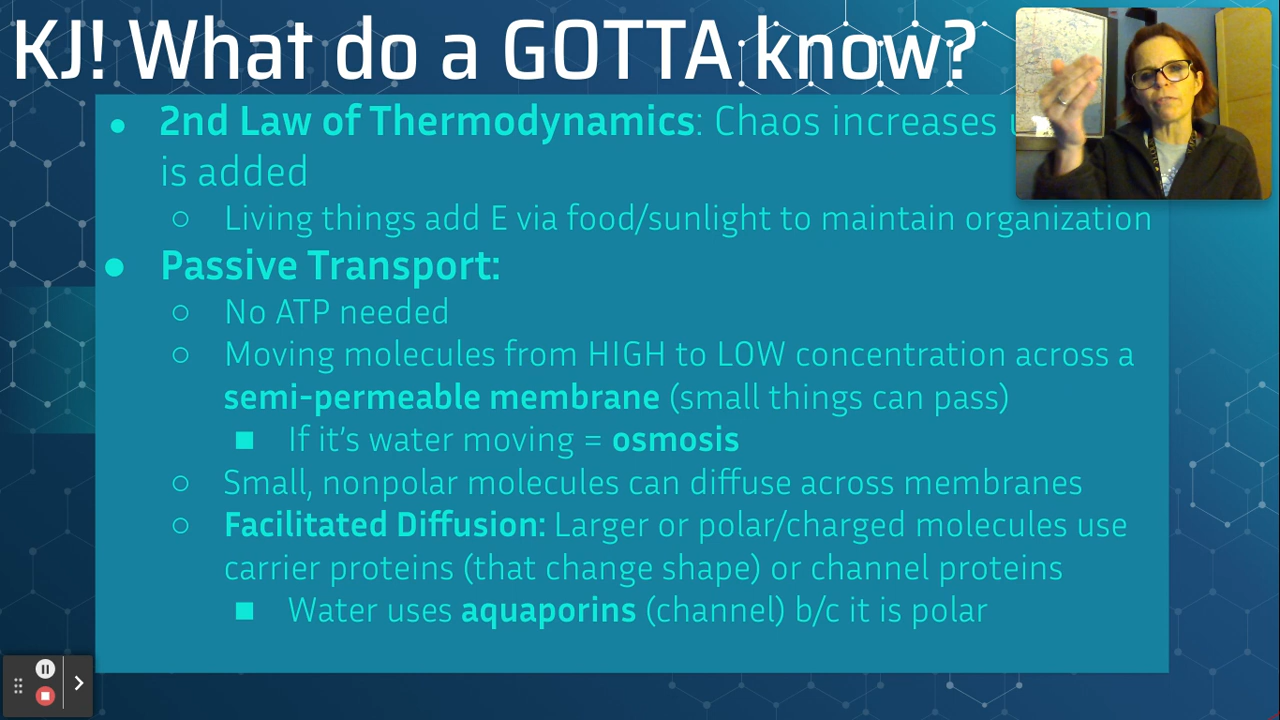 KJ! What do a GOTTA know?
2nd Law of Thermodynamics: Chaos increases
is added
Living things add E via food/sunlight to maintain organization
Passive Transport:
No ATP needed
Moving molecules from HIGH to LOW concentration across a
semi-permeable membrane (small things can pass)
If it's water moving = osmosis
Small, nonpolar molecules can diffuse across membranes
Facilitated Diffusion: Larger or polar/charged molecules use
carrier proteins (that change shape) or channel proteins
Water uses aquaporins (channel) b/c it is polar